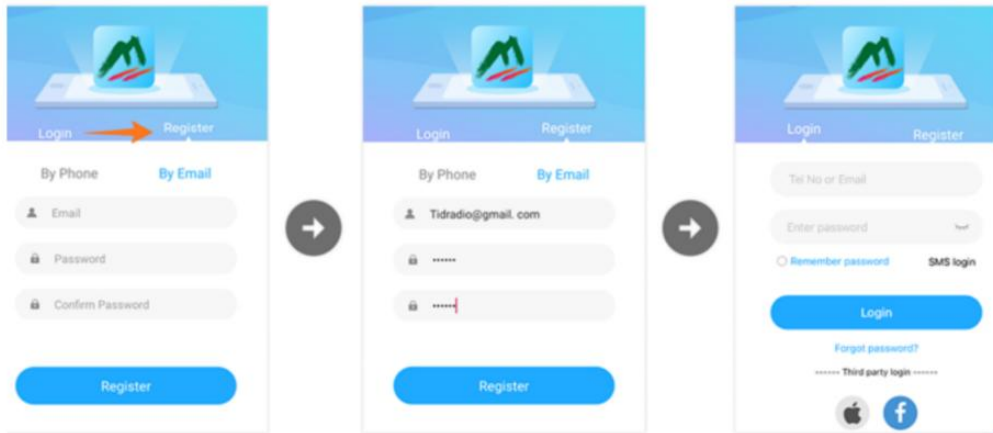 Login Register
By Phone By Email
Email
Password
Confirm Password
Register
Login Register
By Phone By Email
Tidradio@gmail. com
••••••
••••••
Register
Login Register
Tel No or Email
Enter password
Remember password SMS login
Login
Forgot password?
------ Third party login ------